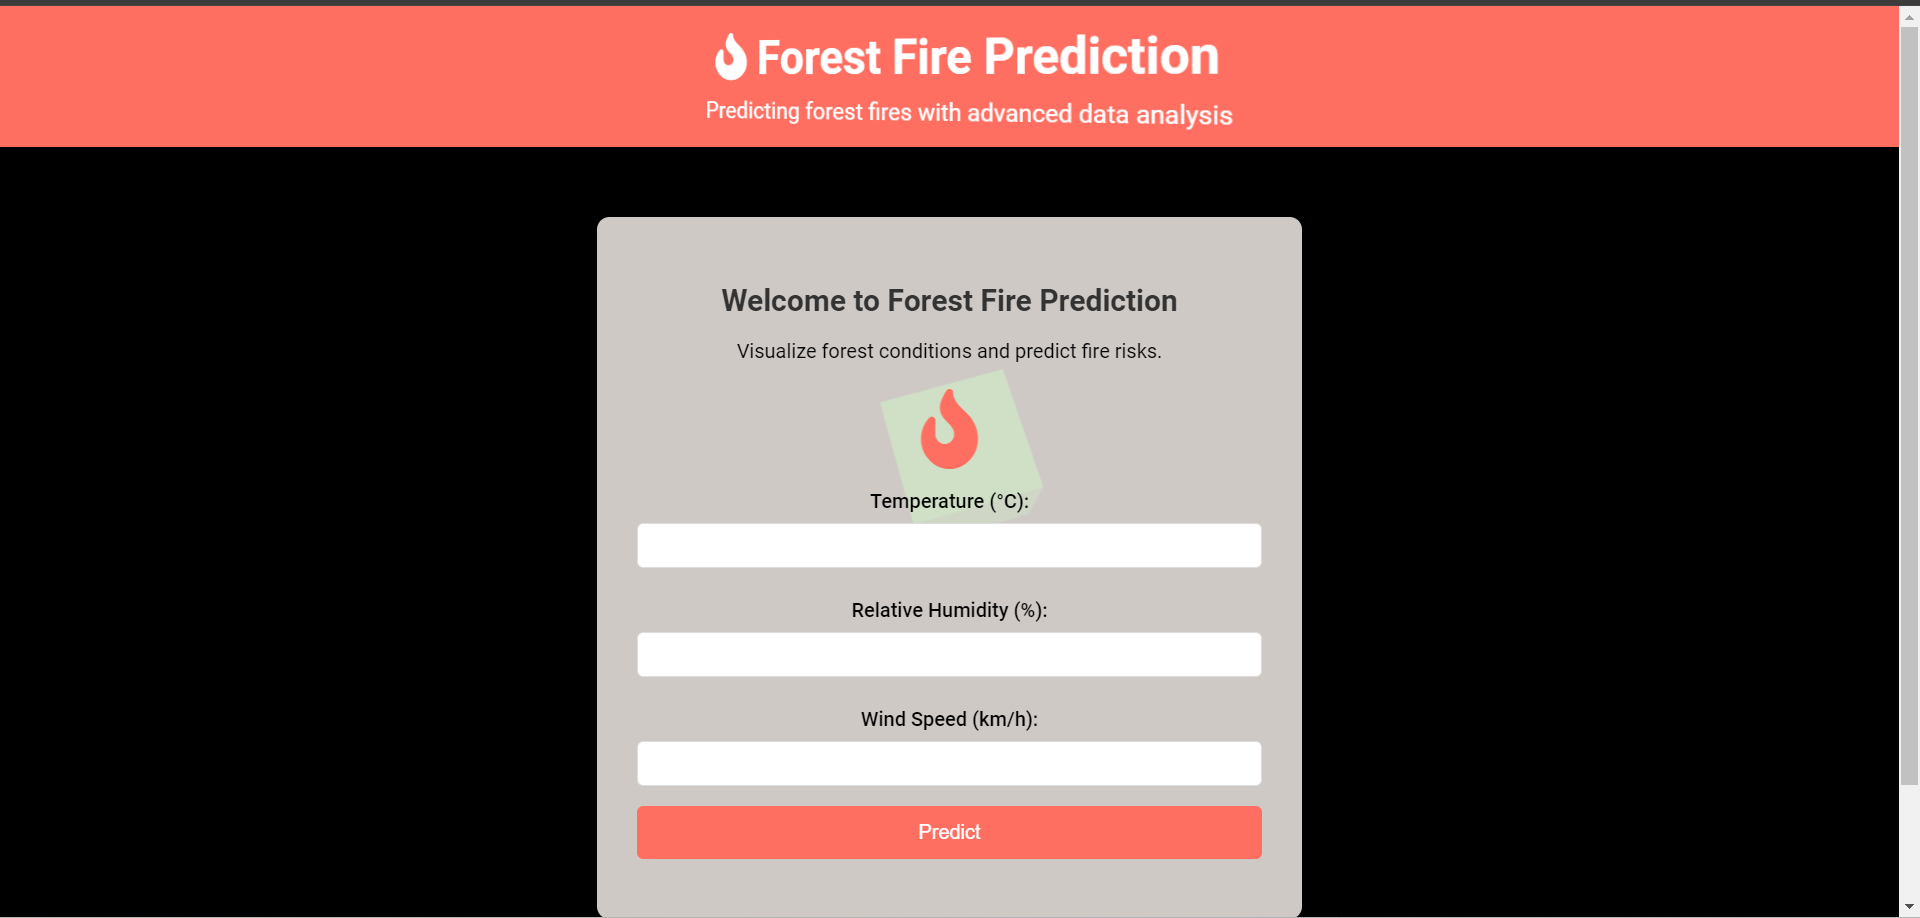 Forest Fire Prediction
Predicting forest fires with advanced data analysis
Welcome to Forest Fire Prediction
Visualize forest conditions and predict fire risks.
Temperature (°C):
Relative Humidity (%):
Wind Speed (km/h):
Predict